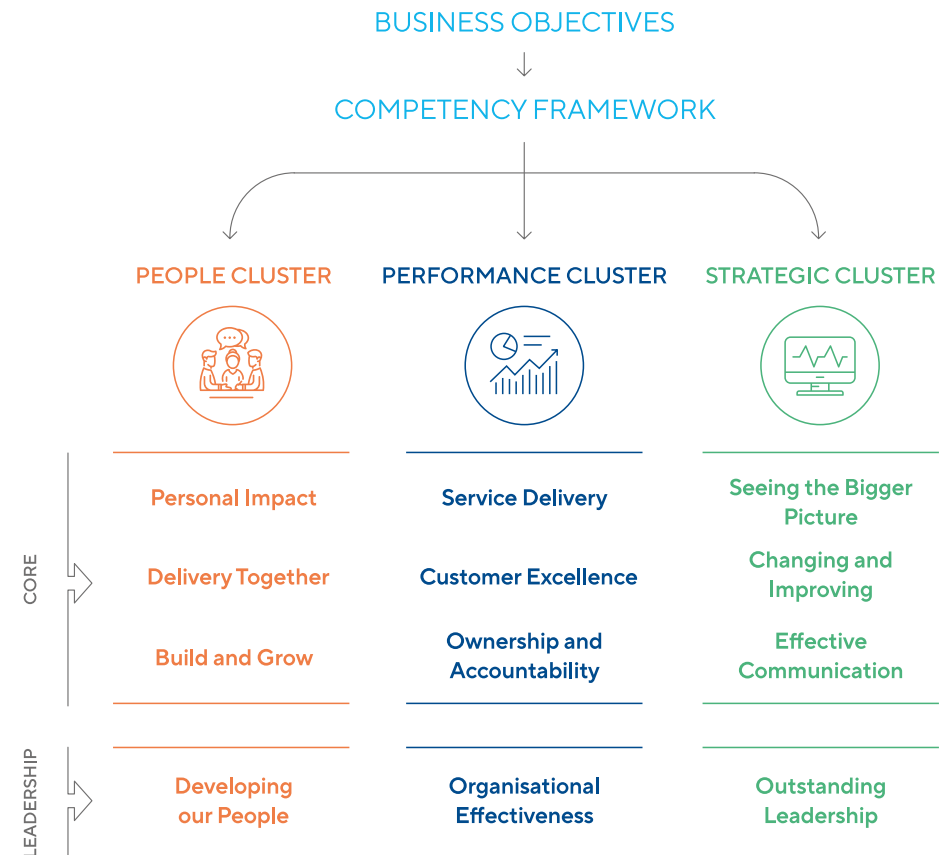 BUSINESS OBJECTIVES
COMPETENCY FRAMEWORK
PEOPLE CLUSTER
PERFORMANCE CLUSTER
STRATEGIC CLUSTER
CORE
Personal Impact
Service Delivery
Seeing the Bigger
Picture
Delivery Together
Customer Excellence
Changing and
Improving
Build and Grow
Ownership and
Accountability
Effective
Communication
LEADERSHIP
Developing
our People
Organisational
Effectiveness
Outstanding
Leadership